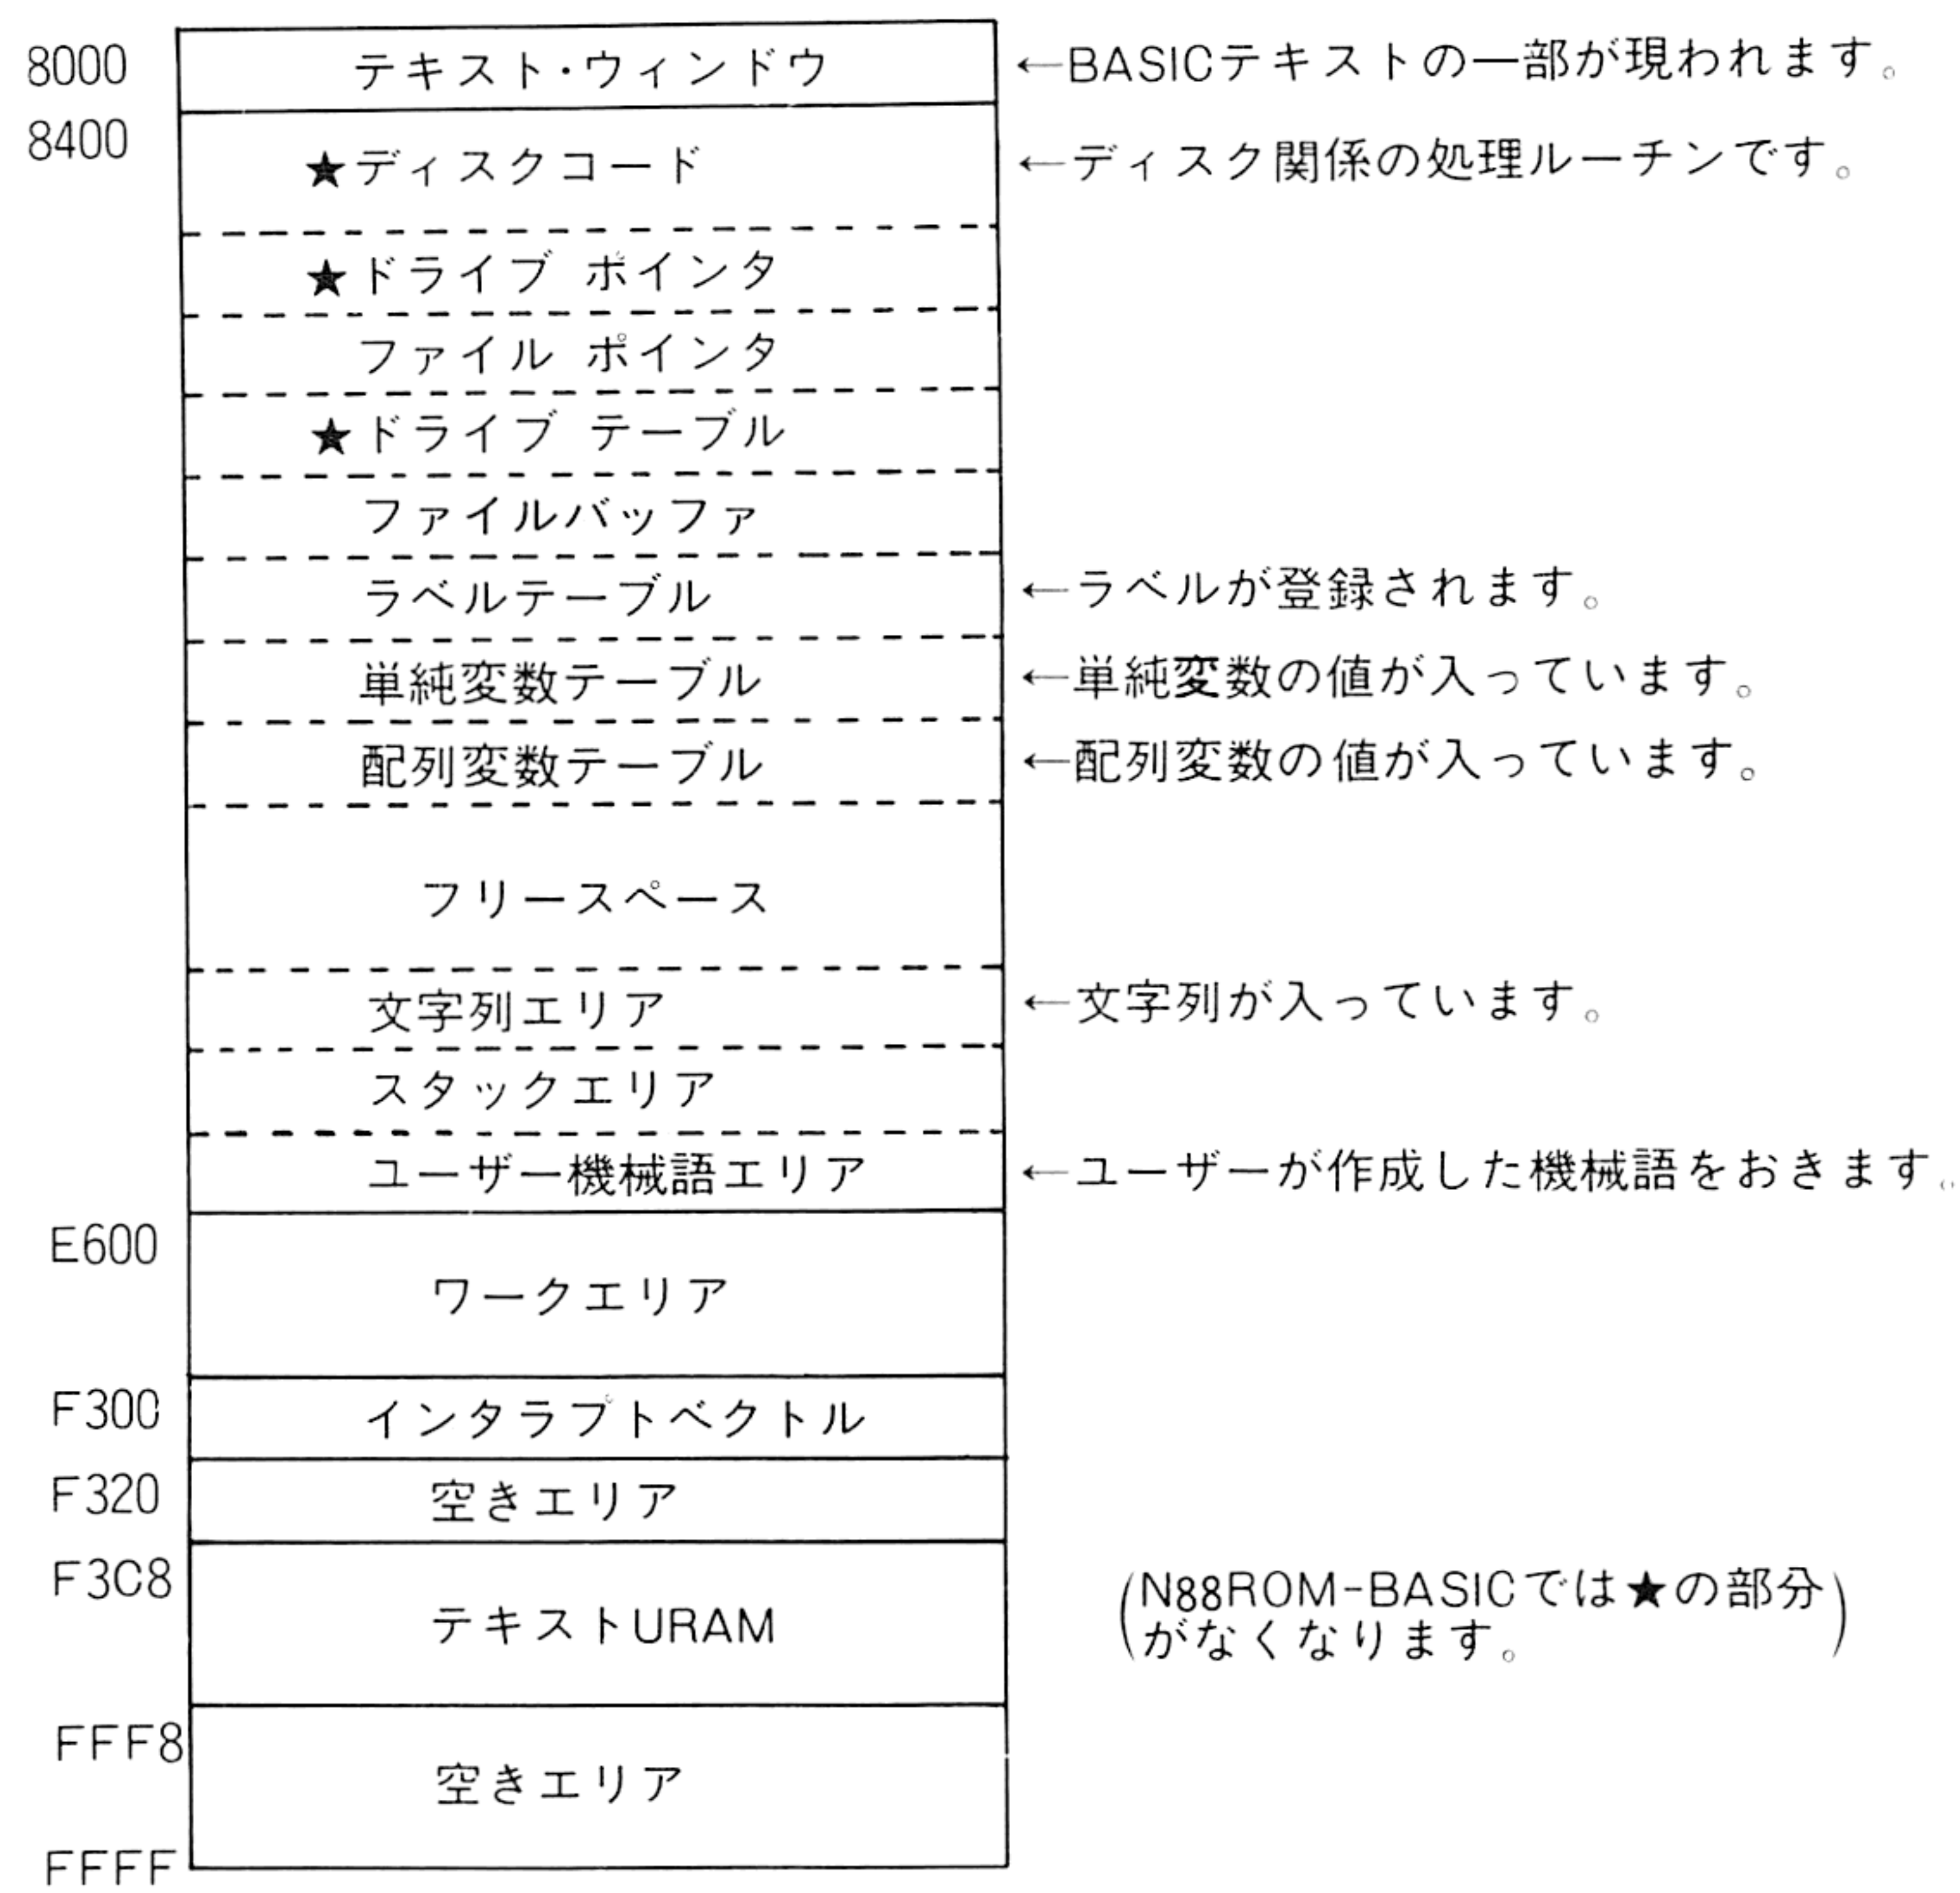 8000 テキスト・ウィンドウ ←BASICテキストの一部が現われます。
8400
★ディスクコード ←ディスク関係の処理ルーチンです。
★ドライブ ポインタ
ファイル ポインタ
★ドライブ テーブル
ファイルバッファ
ラベルテーブル ←ラベルが登録されます。
単純変数テーブル ←単純変数の値が入っています。
配列変数テーブル ←配列変数の値が入っています。
フリースペース
文字列エリア ←文字列が入っています。
スタックエリア
ユーザー機械語エリア ←ユーザーが作成した機械語をおきます。
E600
ワークエリア
F300 インタラプトベクトル
F320 空きエリア
F3C8
テキストURAM
(N88ROM-BASICでは★の部分
がなくなります。)
FFF8
空きエリア
FFFF